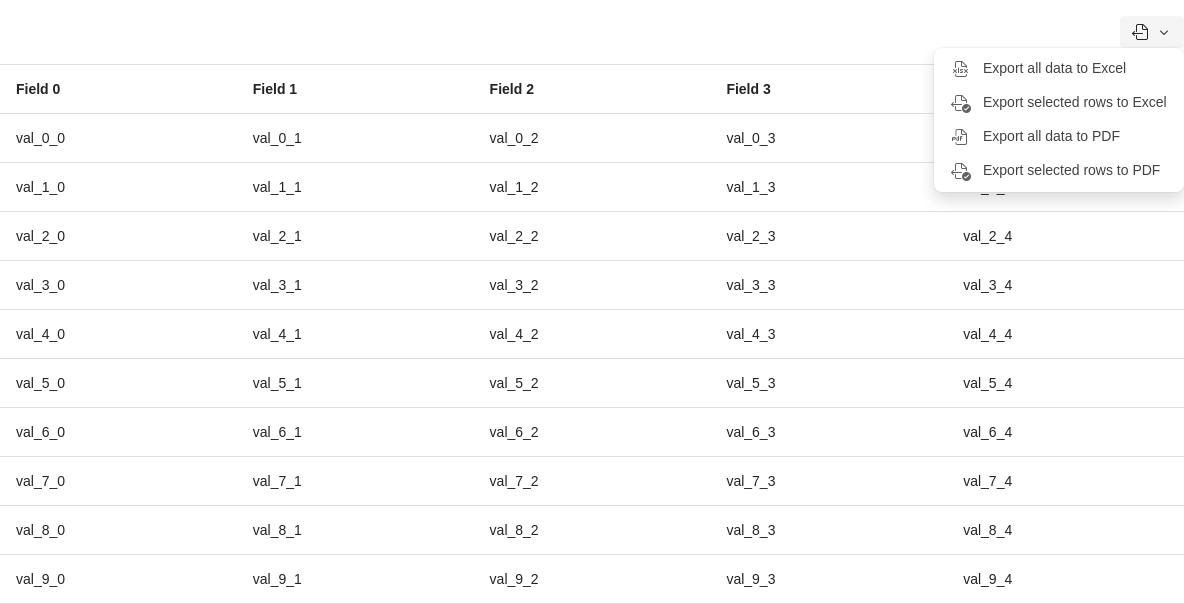 Export all data to Excel
Export selected rows to Excel
Export all data to PDF
Export selected rows to PDF
Field 0 Field 1 Field 2 Field 3
val_0_0 val_0_1 val_0_2 val_0_3
val_1_0 val_1_1 val_1_2 val_1_3
val_2_0 val_2_1 val_2_2 val_2_3 val_2_4
val_3_0 val_3_1 val_3_2 val_3_3 val_3_4
val_4_0 val_4_1 val_4_2 val_4_3 val_4_4
val_5_0 val_5_1 val_5_2 val_5_3 val_5_4
val_6_0 val_6_1 val_6_2 val_6_3 val_6_4
val_7_0 val_7_1 val_7_2 val_7_3 val_7_4
val_8_0 val_8_1 val_8_2 val_8_3 val_8_4
val_9_0 val_9_1 val_9_2 val_9_3 val_9_4